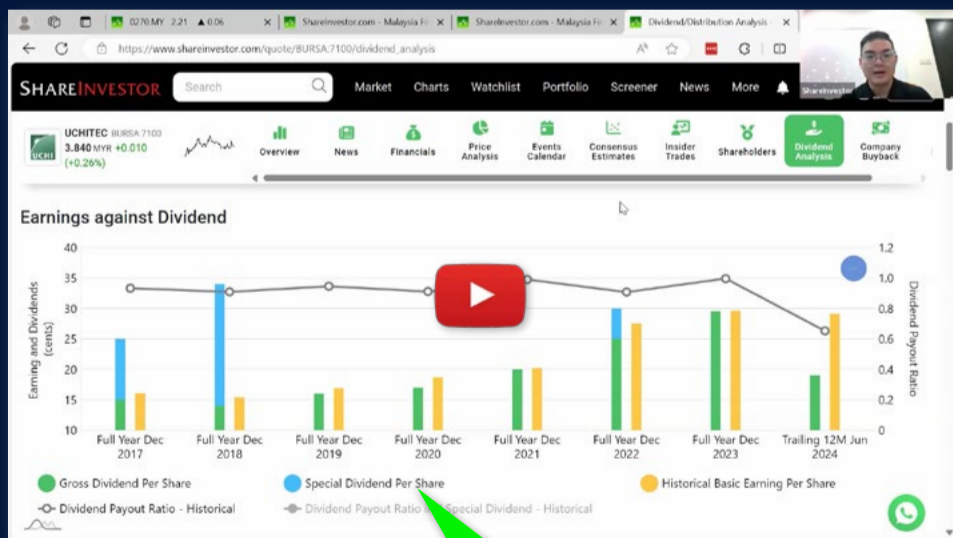 0270.MY 2.21 ▲ 0.06
ShareInvestor.com - Malaysia Fi
ShareInvestor.com - Malaysia Fi
Dividend/Distribution Analysis -
https://www.shareinvestor.com/quote/BURSA:7100/dividend_analysis
SHAREINVESTOR
Search
Market Charts Watchlist Portfolio Screener News More
ShareInvestor
UCHI
UCHITEC BURSA 7100
3.840 MYR +0.010
(+0.26%)
Overview
News
Financials
Price Analysis
Events Calendar
Consensus Estimates
Insider Trades
Shareholders
Dividend Analysis
Company Buyback
Earnings against Dividend
Earning and Dividends (cents)
40
35
30
25
20
15
10
1.2
1.0
0.8
0.6
0.4
0.2
0
Dividend Payout Ratio
Full Year Dec 2017
Full Year Dec 2018
Full Year Dec 2019
Full Year Dec 2020
Full Year Dec 2021
Full Year Dec 2022
Full Year Dec 2023
Trailing 12M Jun 2024
Gross Dividend Per Share
Special Dividend Per Share
Historical Basic Earning Per Share
Dividend Payout Ratio - Historical
Dividend Payout Ratio Special Dividend - Historical